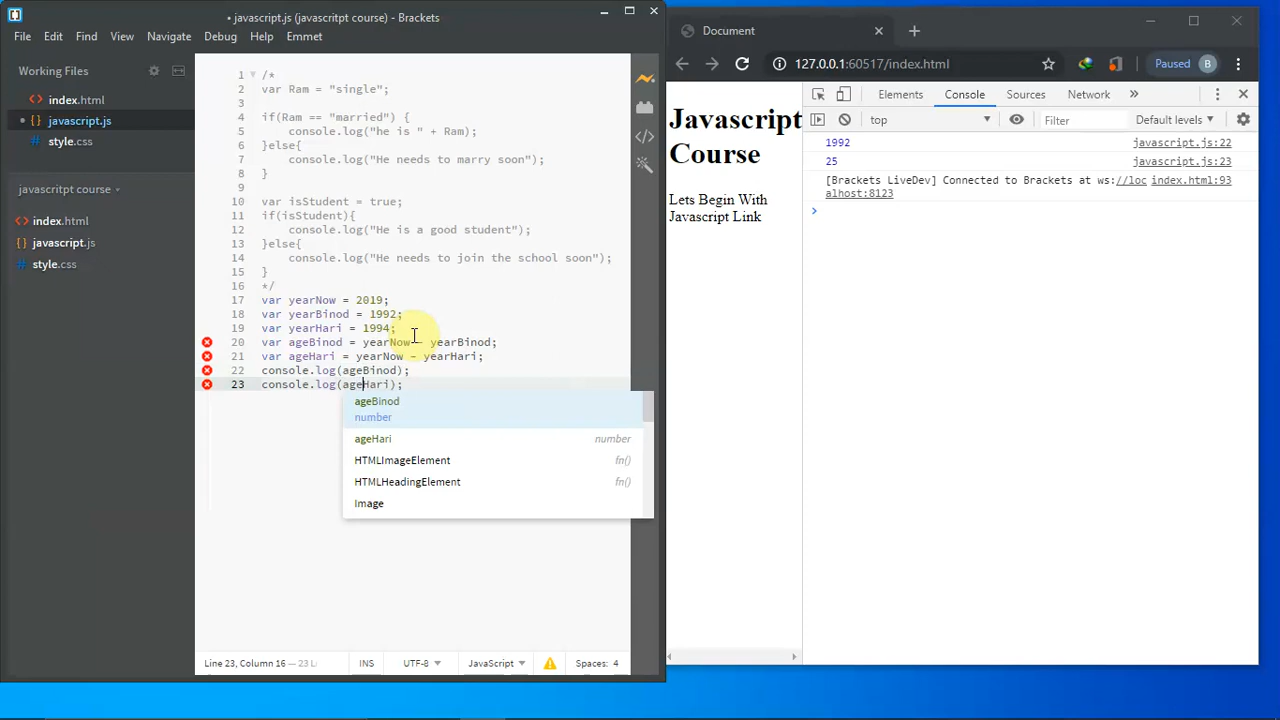 • javascript.js (javascritpt course) - Brackets
File Edit Find View Navigate Debug Help Emmet
Working Files
index.html
javascript.js
style.css
javascritpt course
index.html
javascript.js
style.css
1 /*
2 var Ram = "single";
3
4 if(Ram == "married") {
5 console.log("he is " + Ram);
6 }else{
7 console.log("He needs to marry soon");
8 }
9
10 var isStudent = true;
11 if(isStudent){
12 console.log("He is a good student");
13 }else{
14 console.log("He needs to join the school soon");
15 }
16 */
17 var yearNow = 2019;
18 var yearBinod = 1992;
19 var yearHari = 1994;
20 var ageBinod = yearNow - yearBinod;
21 var ageHari = yearNow - yearHari;
22 console.log(ageBinod);
23 console.log(ageHari);
ageBinod
number
ageHari number
HTMLImageElement fn()
HTMLHeadingElement fn()
Image
Line 23, Column 16 — 23 Li
INS UTF-8 JavaScript Spaces: 4
Document
127.0.0.1:60517/index.html
Paused B
Javascript
Course
Lets Begin With
Javascript Link
Elements Console Sources Network »
top Filter Default levels
1992 javascript.js:22
25 javascript.js:23
[Brackets LiveDev] Connected to Brackets at ws://loc index.html:93
alhost:8123